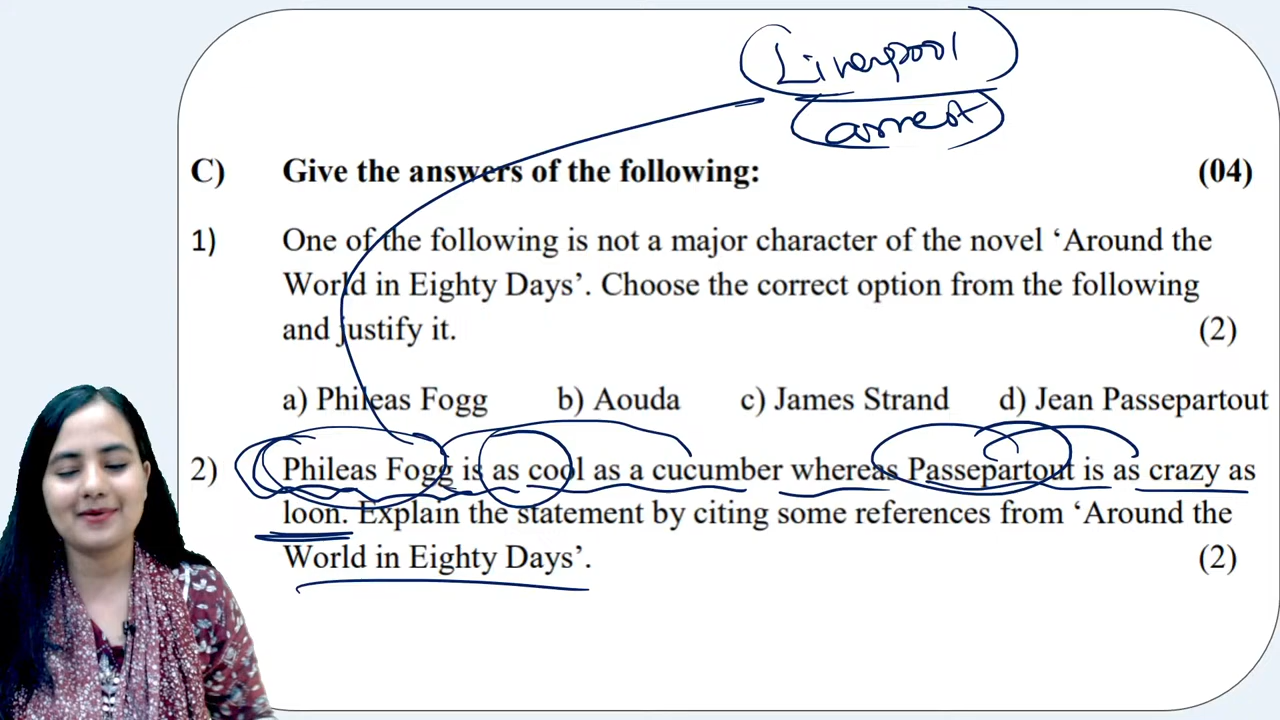 Liverpool
arrest
C) Give the answers of the following: (04)
1) One of the following is not a major character of the novel ‘Around the
World in Eighty Days’. Choose the correct option from the following
and justify it. (2)
a) Phileas Fogg b) Aouda c) James Strand d) Jean Passepartout
2) Phileas Fogg is as cool as a cucumber whereas Passepartout is as crazy as
loon. Explain the statement by citing some references from ‘Around the
World in Eighty Days’. (2)